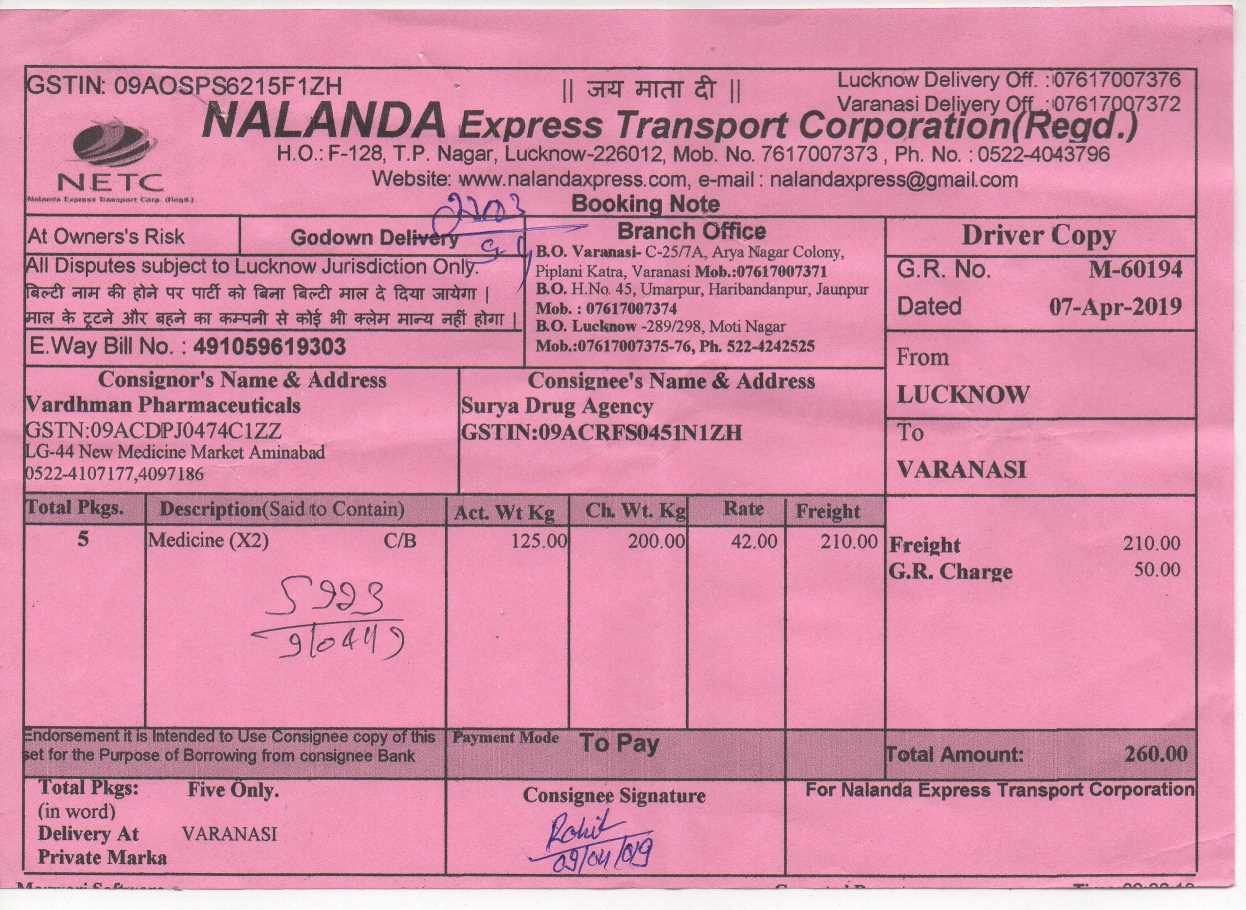 GSTIN: 09AOSPS6215F1ZH
|| जय माता दी ||
Lucknow Delivery Off. :07617007376
Varanasi Delivery Off. :07617007372
NALANDA Express Transport Corporation(Regd.)
H.O.: F-128, T.P. Nagar, Lucknow-226012, Mob. No. 7617007373 , Ph. No. : 0522-4043796
Website: www.nalandaxpress.com, e-mail : nalandaxpress@gmail.com
NETC
Nalanda Express Transport Corp. (Regd.)
Booking Note
At Owners's Risk
Godown Delivery
All Disputes subject to Lucknow Jurisdiction Only.
बिल्टी नाम की होने पर पार्टी को बिना बिल्टी माल दे दिया जायेगा |
माल के टूटने और बहने का कम्पनी से कोई भी क्लेम मान्य नहीं होगा |
E.Way Bill No. : 491059619303
Branch Office
B.O. Varanasi- C-25/7A, Arya Nagar Colony,
Piplani Katra, Varanasi Mob.:07617007371
B.O. H.No. 45, Umarpur, Haribandanpur, Jaunpur
Mob. : 07617007374
B.O. Lucknow -289/298, Moti Nagar
Mob.:07617007375-76, Ph. 522-4242525
Driver Copy
G.R. No. M-60194
Dated 07-Apr-2019
From
LUCKNOW
To
VARANASI
Consignor's Name & Address
Vardhman Pharmaceuticals
GSTN:09ACDPJ0474C1ZZ
LG-44 New Medicine Market Aminabad
0522-4107177,4097186
Consignee's Name & Address
Surya Drug Agency
GSTIN:09ACRFS0451N1ZH
Total Pkgs. Description(Said to Contain) Act. Wt Kg Ch. Wt. Kg Rate Freight
5 Medicine (X2) C/B 125.00 200.00 42.00 210.00
Freight 210.00
G.R. Charge 50.00
Endorsement it is Intended to Use Consignee copy of this
set for the Purpose of Borrowing from consignee Bank
Payment Mode To Pay
Total Amount: 260.00
Total Pkgs: Five Only.
(in word)
Delivery At VARANASI
Private Marka
Consignee Signature
Rohit
09/04/019
For Nalanda Express Transport Corporation